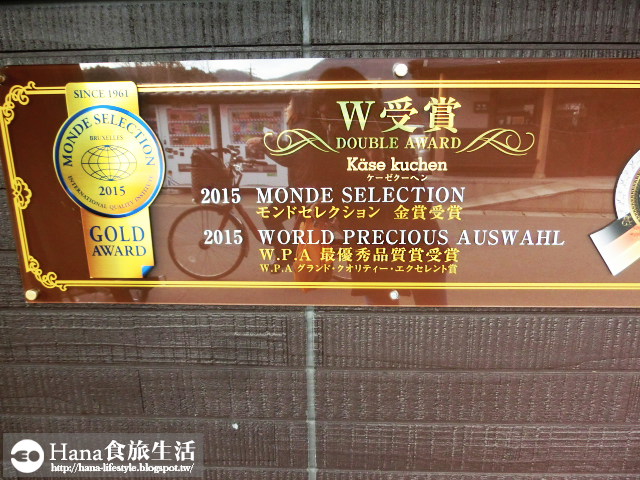 SINCE 1961
MONDE SELECTION
BRUXELLES
2015
INTERNATIONAL QUALITY INSTITUTE
GOLD
AWARD
W受賞
DOUBLE AWARD
Käse kuchen
ケーゼクーヘン
2015 MONDE SELECTION
モンドセレクション 金賞受賞
2015 WORLD PRECIOUS AUSWAHL
W.P.A 最優秀品質賞受賞
W.P.A グランド・クオリティー・エクセレント賞
Hana食旅生活
http://hana-lifestyle.blogspot.tw/